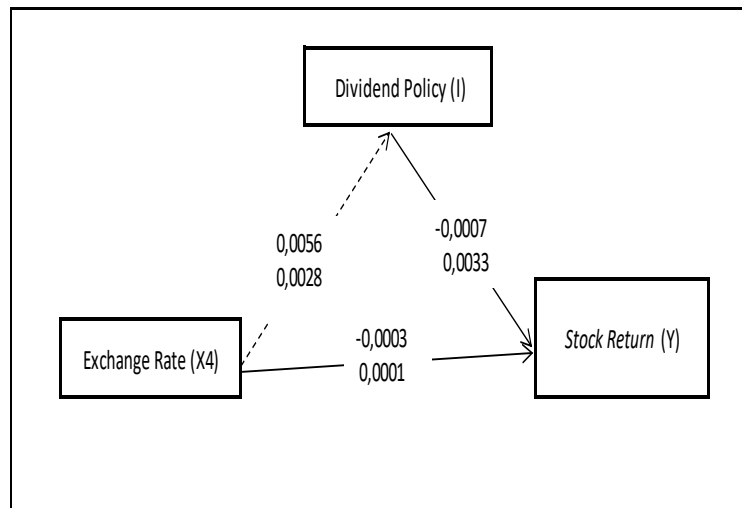 Dividend Policy (I)
0,0056
0,0028
-0,0007
0,0033
Exchange Rate (X4)
-0,0003
0,0001
Stock Return (Y)